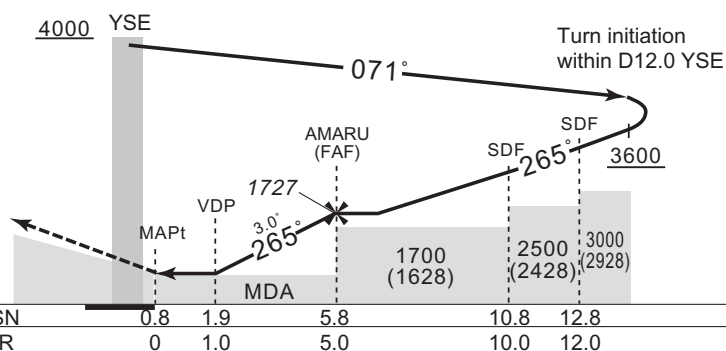 YSE
4000
Turn initiation
within D12.0 YSE
071°
AMARU
(FAF)
SDF
SDF
265°
3600
1727
VDP
3.0°
265°
MAPt
1700
(1628)
2500
(2428)
3000
(2928)
MDA
SN 0.8 1.9 5.8 10.8 12.8
R 0 1.0 5.0 10.0 12.0